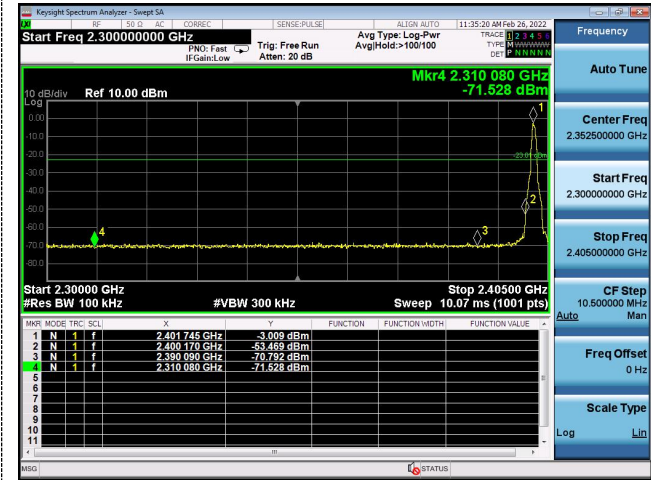 Keysight Spectrum Analyzer - Swept SA
LXI RF 50 Ω AC CORREC SENSE:PULSE ALIGN AUTO 11:35:20 AM Feb 26, 2022
Start Freq 2.300000000 GHz
PNO: Fast
IFGain:Low
Trig: Free Run
Atten: 20 dB
Avg Type: Log-Pwr
Avg|Hold:>100/100
TRACE 1 2 3 4 5 6
TYPE M WWWWW
DET P NNNNN
Frequency
Auto Tune
Center Freq
2.352500000 GHz
Start Freq
2.300000000 GHz
Stop Freq
2.405000000 GHz
CF Step
10.500000 MHz
Auto Man
Freq Offset
0 Hz
Scale Type
Log Lin
Mkr4 2.310 080 GHz
-71.528 dBm
10 dB/div Ref 10.00 dBm
Log
0.00
-10.0
-20.0
-30.0
-40.0
-50.0
-60.0
-70.0
-80.0
-23.01 dBm
1
2
3
4
Start 2.30000 GHz Stop 2.40500 GHz
#Res BW 100 kHz #VBW 300 kHz Sweep 10.07 ms (1001 pts)
MKR MODE TRC SCL X Y FUNCTION FUNCTION WIDTH FUNCTION VALUE
1 N 1 f 2.401 745 GHz -3.009 dBm
2 N 1 f 2.400 170 GHz -53.469 dBm
3 N 1 f 2.390 090 GHz -70.792 dBm
4 N 1 f 2.310 080 GHz -71.528 dBm
5
6
7
8
9
10
11
MSG STATUS